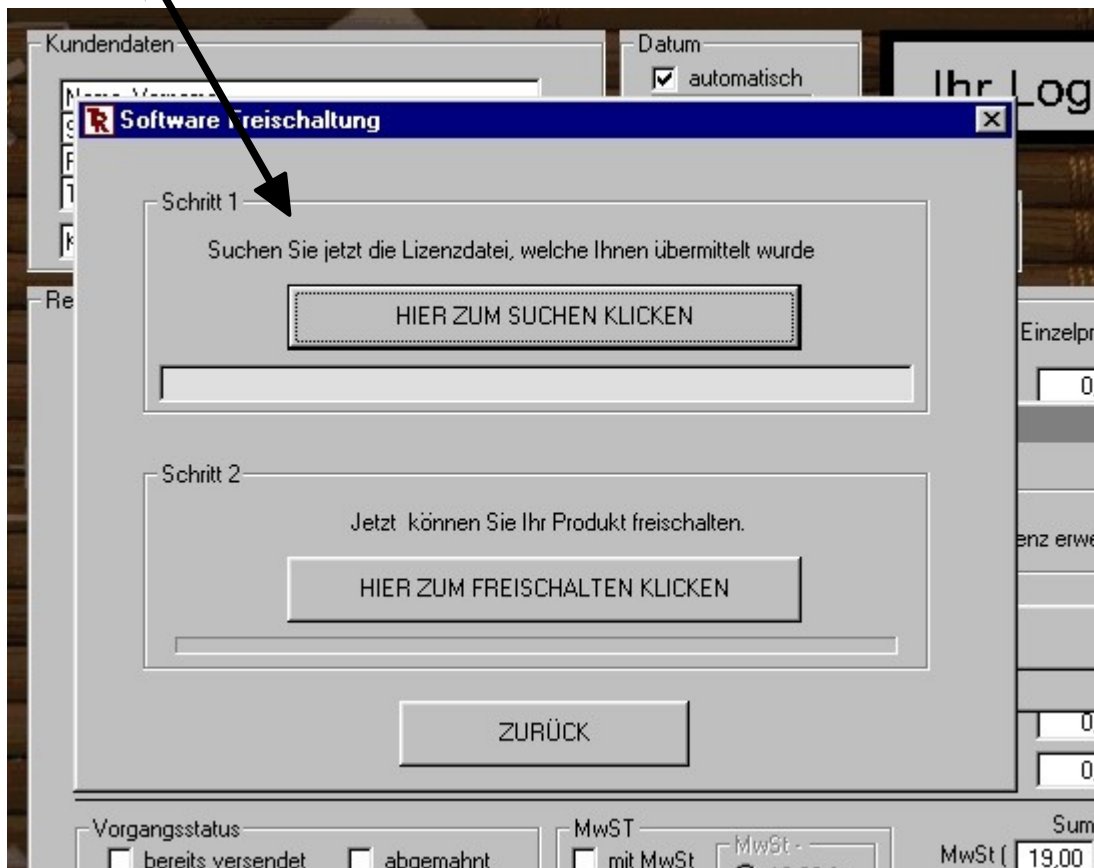 Kundendaten
Datum
automatisch
Ihr Log
Software Freischaltung
Schritt 1
Suchen Sie jetzt die Lizenzdatei, welche Ihnen übermittelt wurde
HIER ZUM SUCHEN KLICKEN
Re
Einzelpr
0,
Schritt 2
Jetzt können Sie Ihr Produkt freischalten.
enz erwe
HIER ZUM FREISCHALTEN KLICKEN
ZURÜCK
0,
0,
Vorgangsstatus
MwST
Sum
bereits versendet
abgemahnt
mit MwSt
MwSt -
MwSt (
19.00